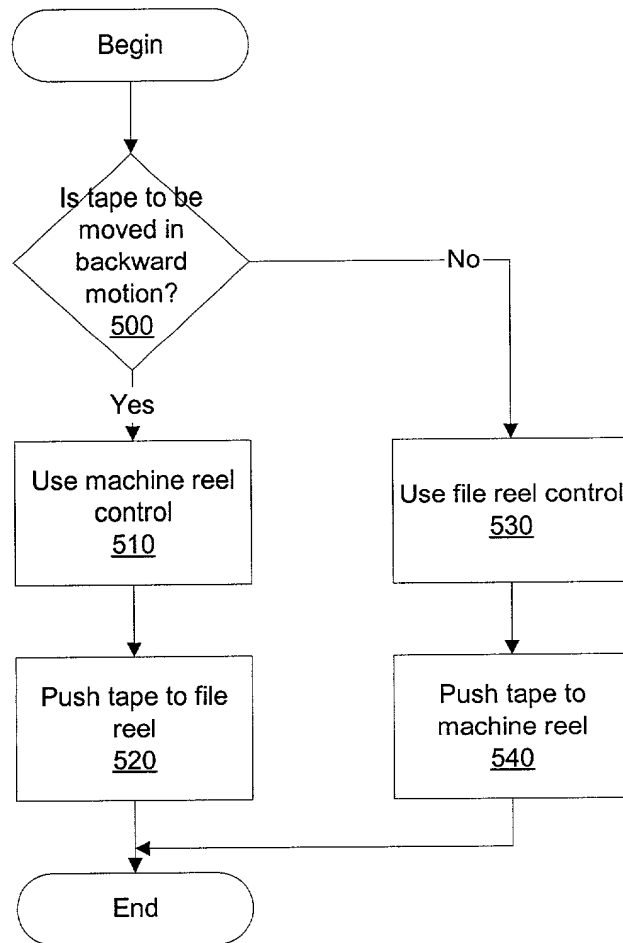 Begin
Is tape to be
moved in
backward
motion?
500
No
Yes
Use machine reel
control
510
Use file reel control
530
Push tape to file
reel
520
Push tape to
machine reel
540
End